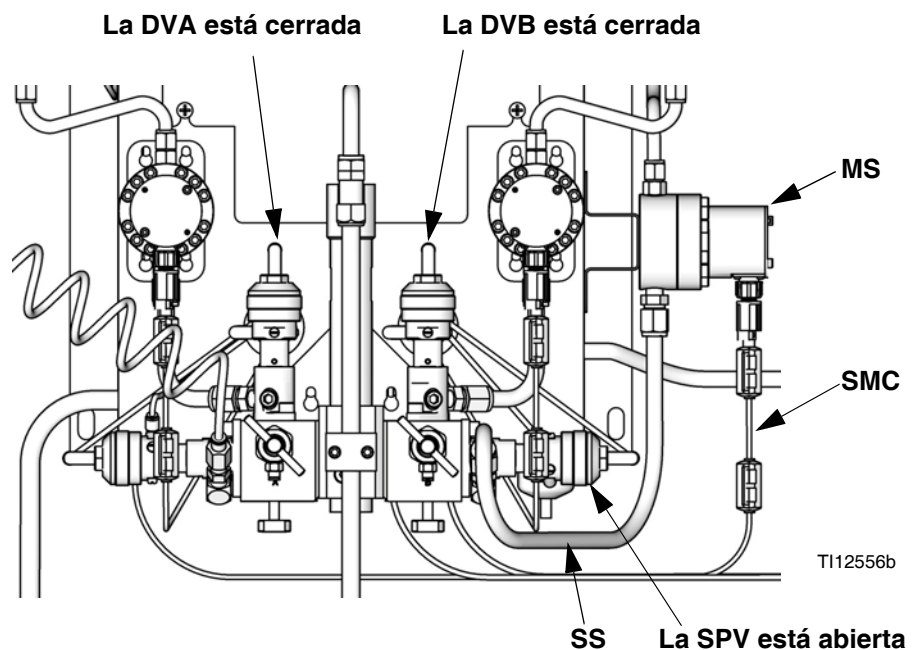 La DVA está cerrada
La DVB está cerrada
MS
SMC
TI12556b
SS
La SPV está abierta